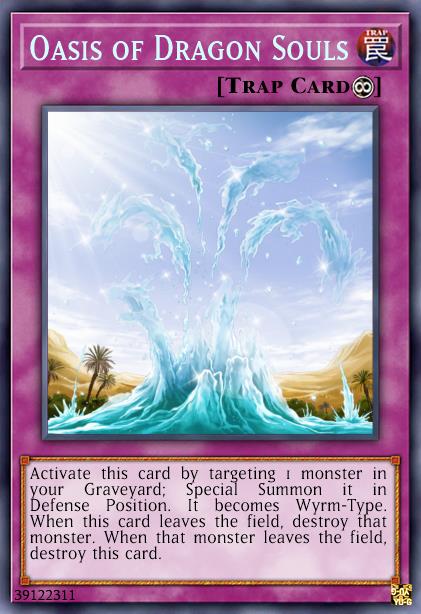 Oasis of Dragon Souls
TRAP
罠
[Trap Card]
Activate this card by targeting 1 monster in
your Graveyard; Special Summon it in
Defense Position. It becomes Wyrm-Type.
When this card leaves the field, destroy that
monster. When that monster leaves the field,
destroy this card.
39122311